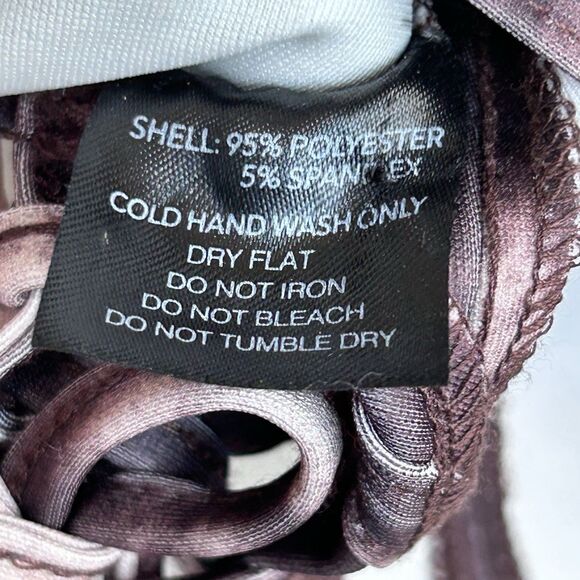 SHELL: 95% POLYESTER
5% SPANDEX
COLD HAND WASH ONLY
DRY FLAT
DO NOT IRON
DO NOT BLEACH
DO NOT TUMBLE DRY